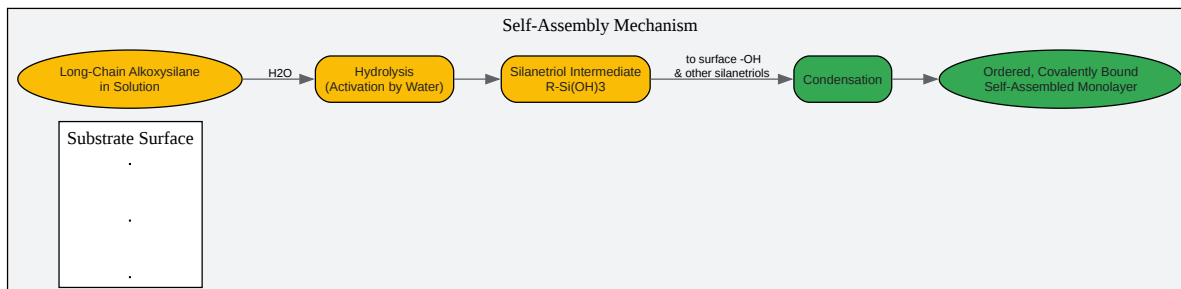 Self-Assembly Mechanism
Long-Chain Alkoxysilane
in Solution
H2O
Hydrolysis
(Activation by Water)
Silanetriol Intermediate
R-Si(OH)3
to surface -OH
& other silanetriols
Condensation
Ordered, Covalently Bound
Self-Assembled Monolayer
Substrate Surface
.
.
.